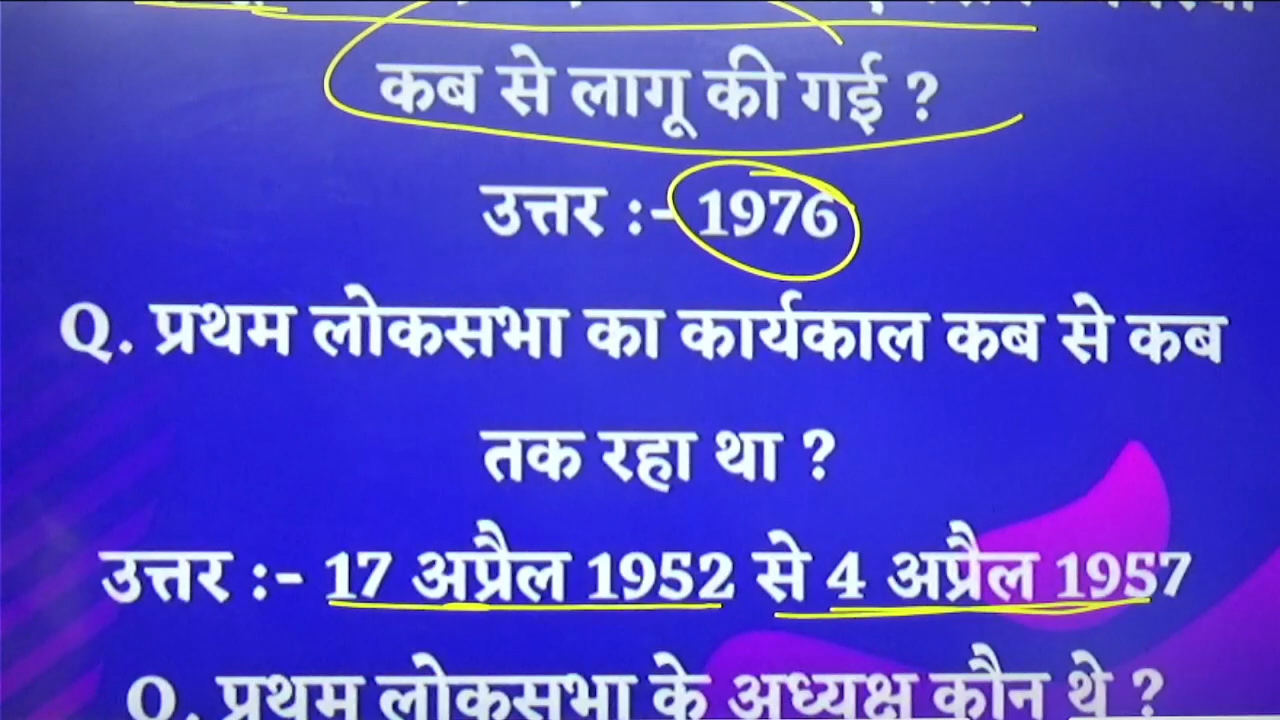 कब से लागू की गई ?
उत्तर :- 1976
Q. प्रथम लोकसभा का कार्यकाल कब से कब
तक रहा था ?
उत्तर :- 17 अप्रैल 1952 से 4 अप्रैल 1957
Q. प्रथम लोकसभा के अध्यक्ष कौन थे ?